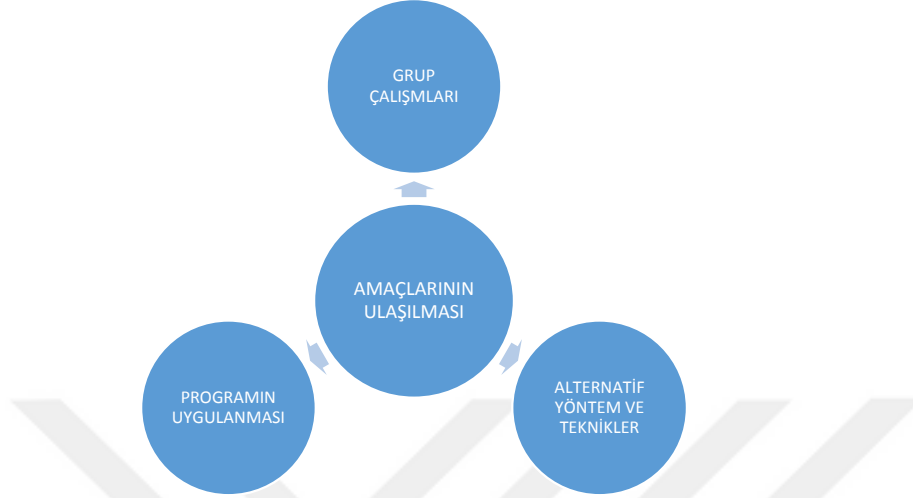 GRUP
ÇALIŞMLARI
AMAÇLARININ
ULAŞILMASI
PROGRAMIN
UYGULANMASI
ALTERNATİF
YÖNTEM VE
TEKNİKLER